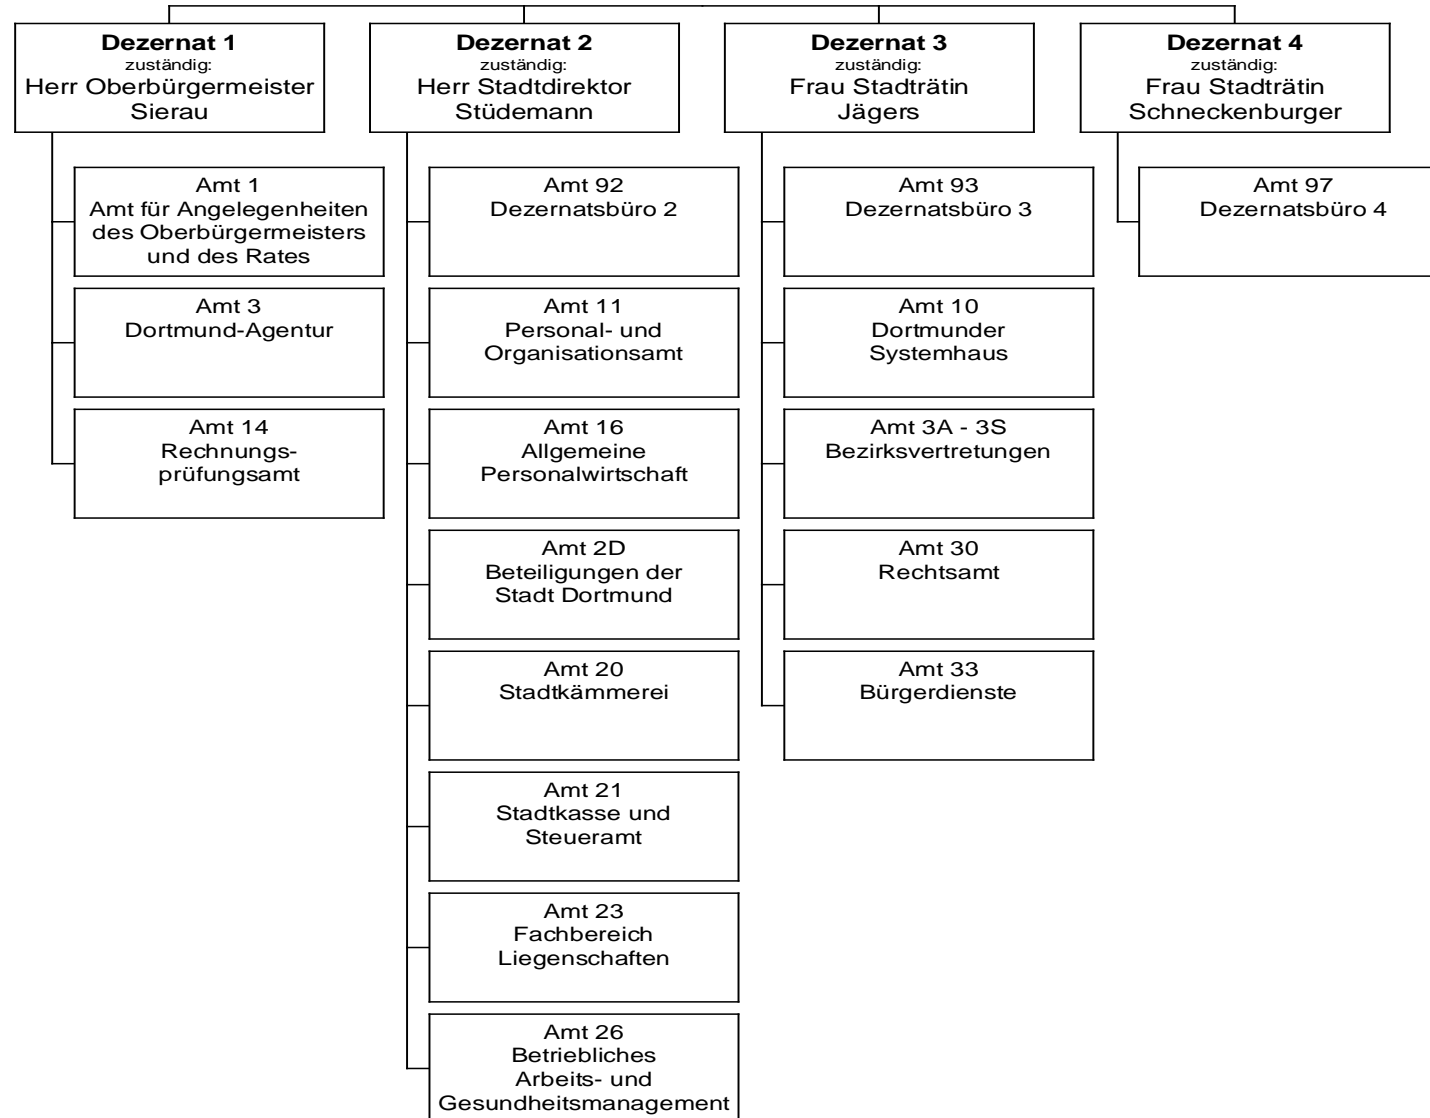 Dezernat 1
zuständig:
Herr Oberbürgermeister
Sierau
Amt 1
Amt für Angelegenheiten
des Oberbürgermeisters
und des Rates
Amt 3
Dortmund-Agentur
Amt 14
Rechnungs-
prüfungsamt
Dezernat 2
zuständig:
Herr Stadtdirektor
Stüdemann
Amt 92
Dezernatsbüro 2
Amt 11
Personal- und
Organisationsamt
Amt 16
Allgemeine
Personalwirtschaft
Amt 2D
Beteiligungen der
Stadt Dortmund
Amt 20
Stadtkämmerei
Amt 21
Stadtkasse und
Steueramt
Amt 23
Fachbereich
Liegenschaften
Amt 26
Betriebliches
Arbeits- und
Gesundheitsmanagement
Dezernat 3
zuständig:
Frau Stadträtin
Jägers
Amt 93
Dezernatsbüro 3
Amt 10
Dortmunder
Systemhaus
Amt 3A - 3S
Bezirksvertretungen
Amt 30
Rechtsamt
Amt 33
Bürgerdienste
Dezernat 4
zuständig:
Frau Stadträtin
Schneckenburger
Amt 97
Dezernatsbüro 4